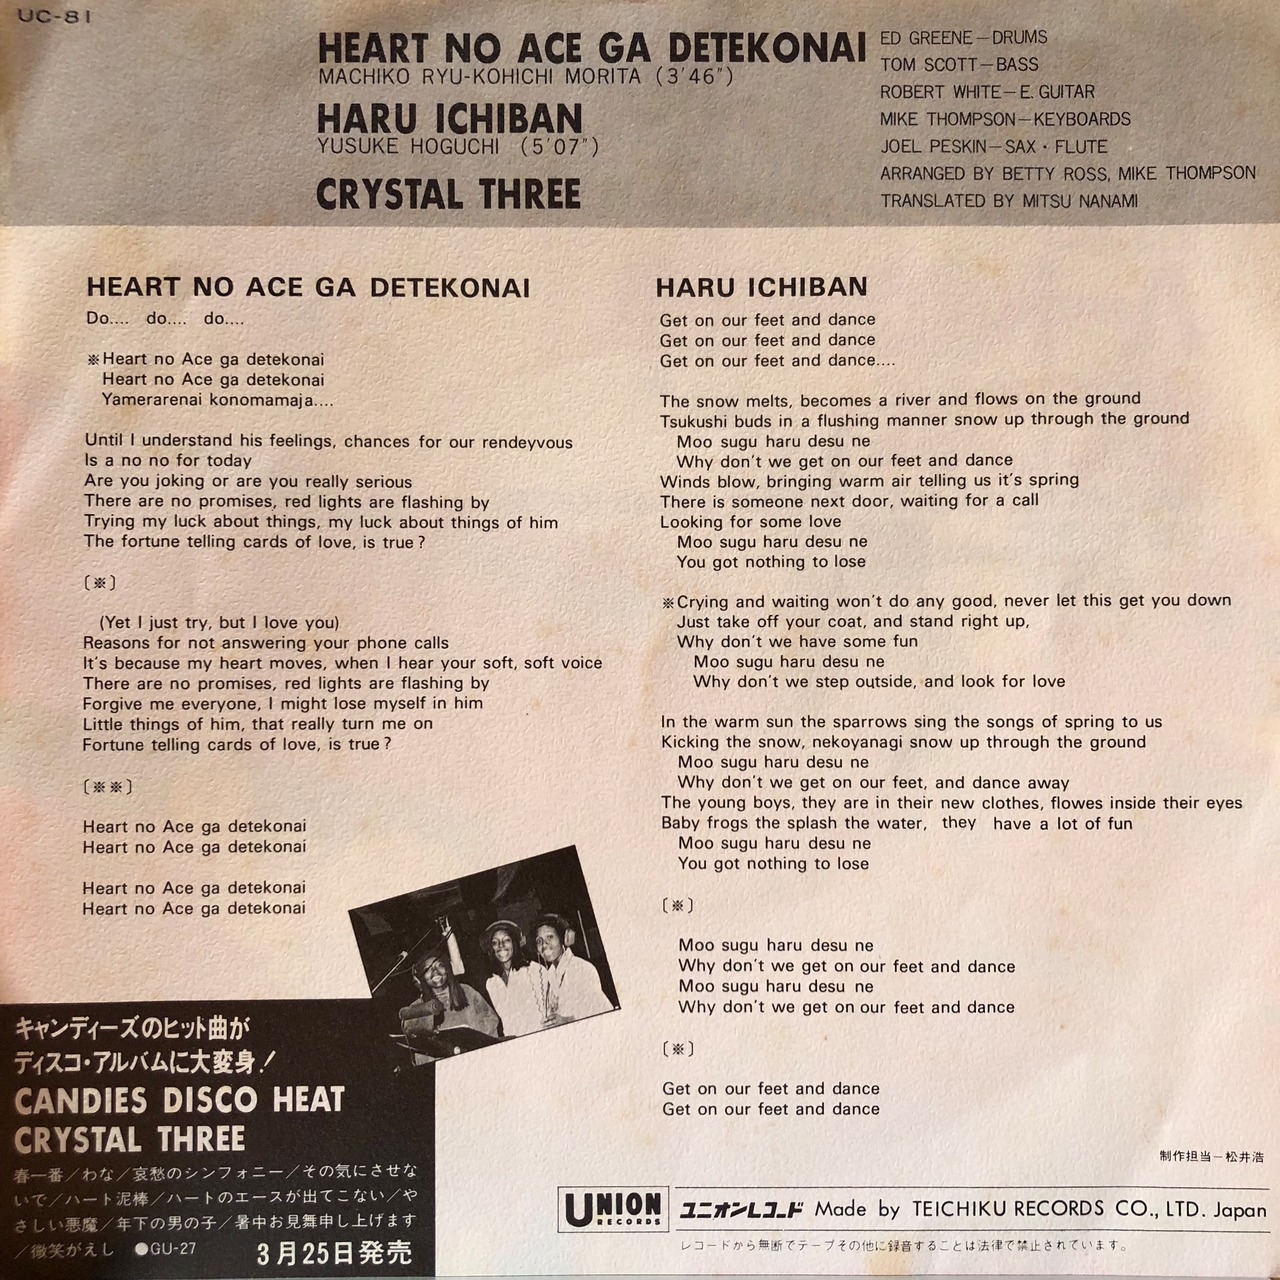 UC-81
HEART NO ACE GA DETEKONAI
MACHIKO RYU-KOHICHI MORITA (3'46")
HARU ICHIBAN
YUSUKE HOGUCHI (5'07")
CRYSTAL THREE
ED GREENE—DRUMS
TOM SCOTT—BASS
ROBERT WHITE—E. GUITAR
MIKE THOMPSON—KEYBOARDS
JOEL PESKIN—SAX・FLUTE
ARRANGED BY BETTY ROSS, MIKE THOMPSON
TRANSLATED BY MITSU NANAMI
HEART NO ACE GA DETEKONAI
Do.... do.... do....
※Heart no Ace ga detekonai
Heart no Ace ga detekonai
Yamerarenai konomamaja....
Until I understand his feelings, chances for our rendeyvous
Is a no no for today
Are you joking or are you really serious
There are no promises, red lights are flashing by
Trying my luck about things, my luck about things of him
The fortune telling cards of love, is true?
(※)
(Yet I just try, but I love you)
Reasons for not answering your phone calls
It's because my heart moves, when I hear your soft, soft voice
There are no promises, red lights are flashing by
Forgive me everyone, I might lose myself in him
Little things of him, that really turn me on
Fortune telling cards of love, is true?
(※※)
Heart no Ace ga detekonai
Heart no Ace ga detekonai
Heart no Ace ga detekonai
Heart no Ace ga detekonai
HARU ICHIBAN
Get on our feet and dance
Get on our feet and dance
Get on our feet and dance....
The snow melts, becomes a river and flows on the ground
Tsukushi buds in a flushing manner snow up through the ground
Moo sugu haru desu ne
Why don't we get on our feet and dance
Winds blow, bringing warm air telling us it's spring
There is someone next door, waiting for a call
Looking for some love
Moo sugu haru desu ne
You got nothing to lose
※Crying and waiting won't do any good, never let this get you down
Just take off your coat, and stand right up,
Why don't we have some fun
Moo sugu haru desu ne
Why don't we step outside, and look for love
In the warm sun the sparrows sing the songs of spring to us
Kicking the snow, nekoyanagi snow up through the ground
Moo sugu haru desu ne
Why don't we get on our feet, and dance away
The young boys, they are in their new clothes, flowes inside their eyes
Baby frogs the splash the water, they have a lot of fun
Moo sugu haru desu ne
You got nothing to lose
(※)
Moo sugu haru desu ne
Why don't we get on our feet and dance
Moo sugu haru desu ne
Why don't we get on our feet and dance
(※)
Get on our feet and dance
Get on our feet and dance
キャンディーズのヒット曲が
ディスコ・アルバムに大変身!
CANDIES DISCO HEAT
CRYSTAL THREE
春一番／わな／哀愁のシンフォニー／その気にさせな
いで／ハート泥棒／ハートのエースが出てこない／や
さしい悪魔／年下の男の子／暑中お見舞申し上げます
／微笑がえし ●GU-27
3月25日発売
制作担当—松井浩
UNION RECORDS ユニオンレコード Made by TEICHIKU RECORDS CO., LTD. Japan
レコードから無断でテープその他に録音することは法律で禁止されています。